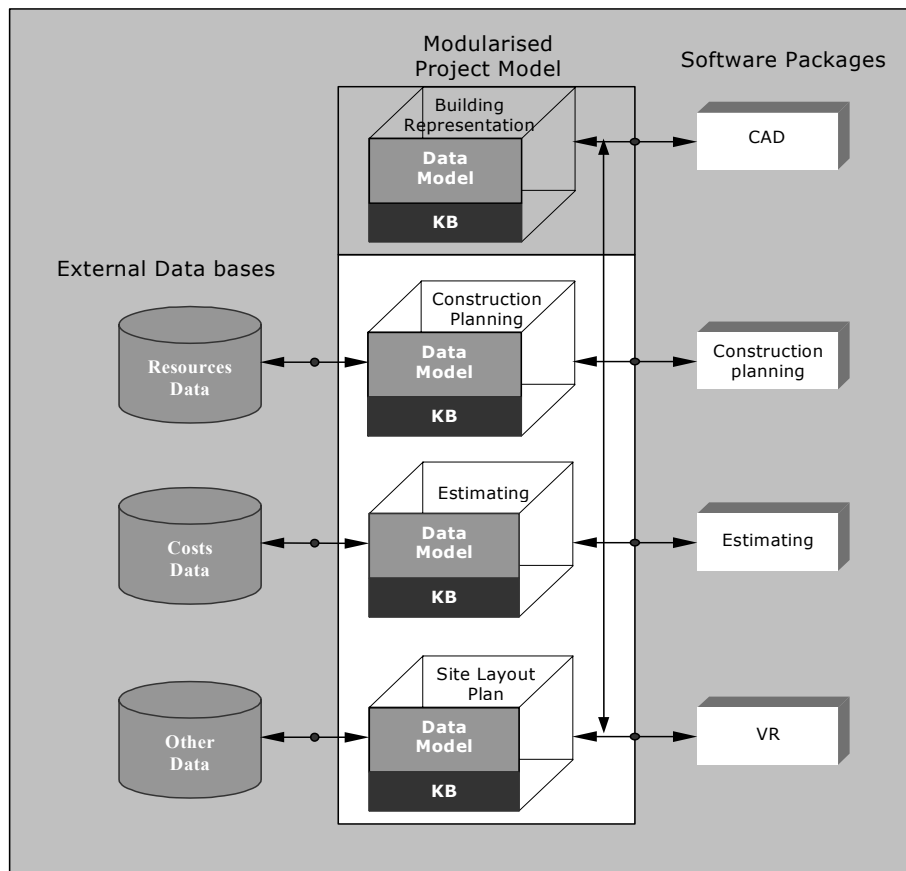 Modularised
Project Model
Software Packages
Building
Representation
Data
Model
KB
CAD
External Data bases
Construction
Planning
Resources
Data
Data
Model
KB
Construction
planning
Estimating
Costs
Data
Data
Model
KB
Estimating
Site Layout
Plan
Other
Data
Data
Model
KB
VR